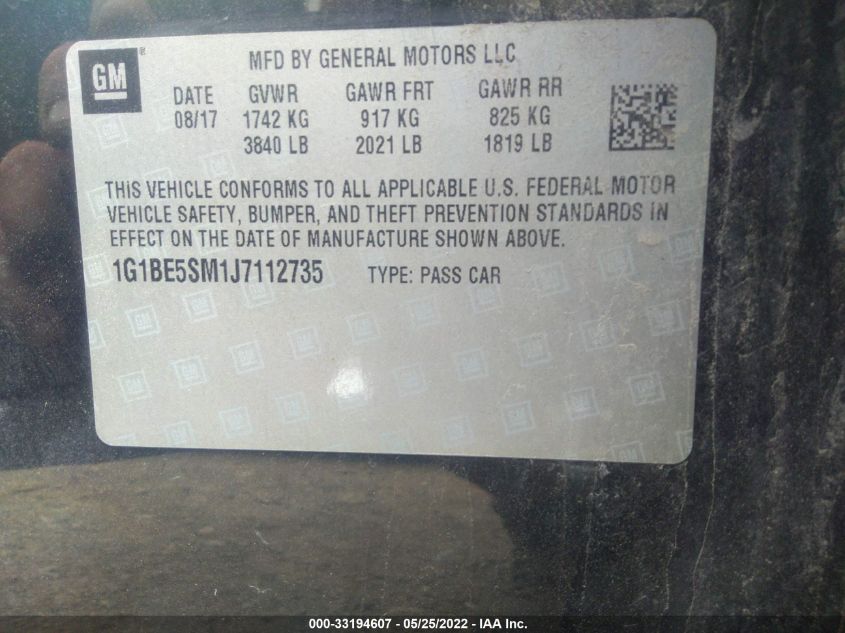 GM ®
MFD BY GENERAL MOTORS LLC
DATE GVWR GAWR FRT GAWR RR
08/17 1742 KG 917 KG 825 KG
3840 LB 2021 LB 1819 LB
THIS VEHICLE CONFORMS TO ALL APPLICABLE U.S. FEDERAL MOTOR
VEHICLE SAFETY, BUMPER, AND THEFT PREVENTION STANDARDS IN
EFFECT ON THE DATE OF MANUFACTURE SHOWN ABOVE.
1G1BE5SM1J7112735 TYPE: PASS CAR
000-33194607 - 05/25/2022 - IAA Inc.